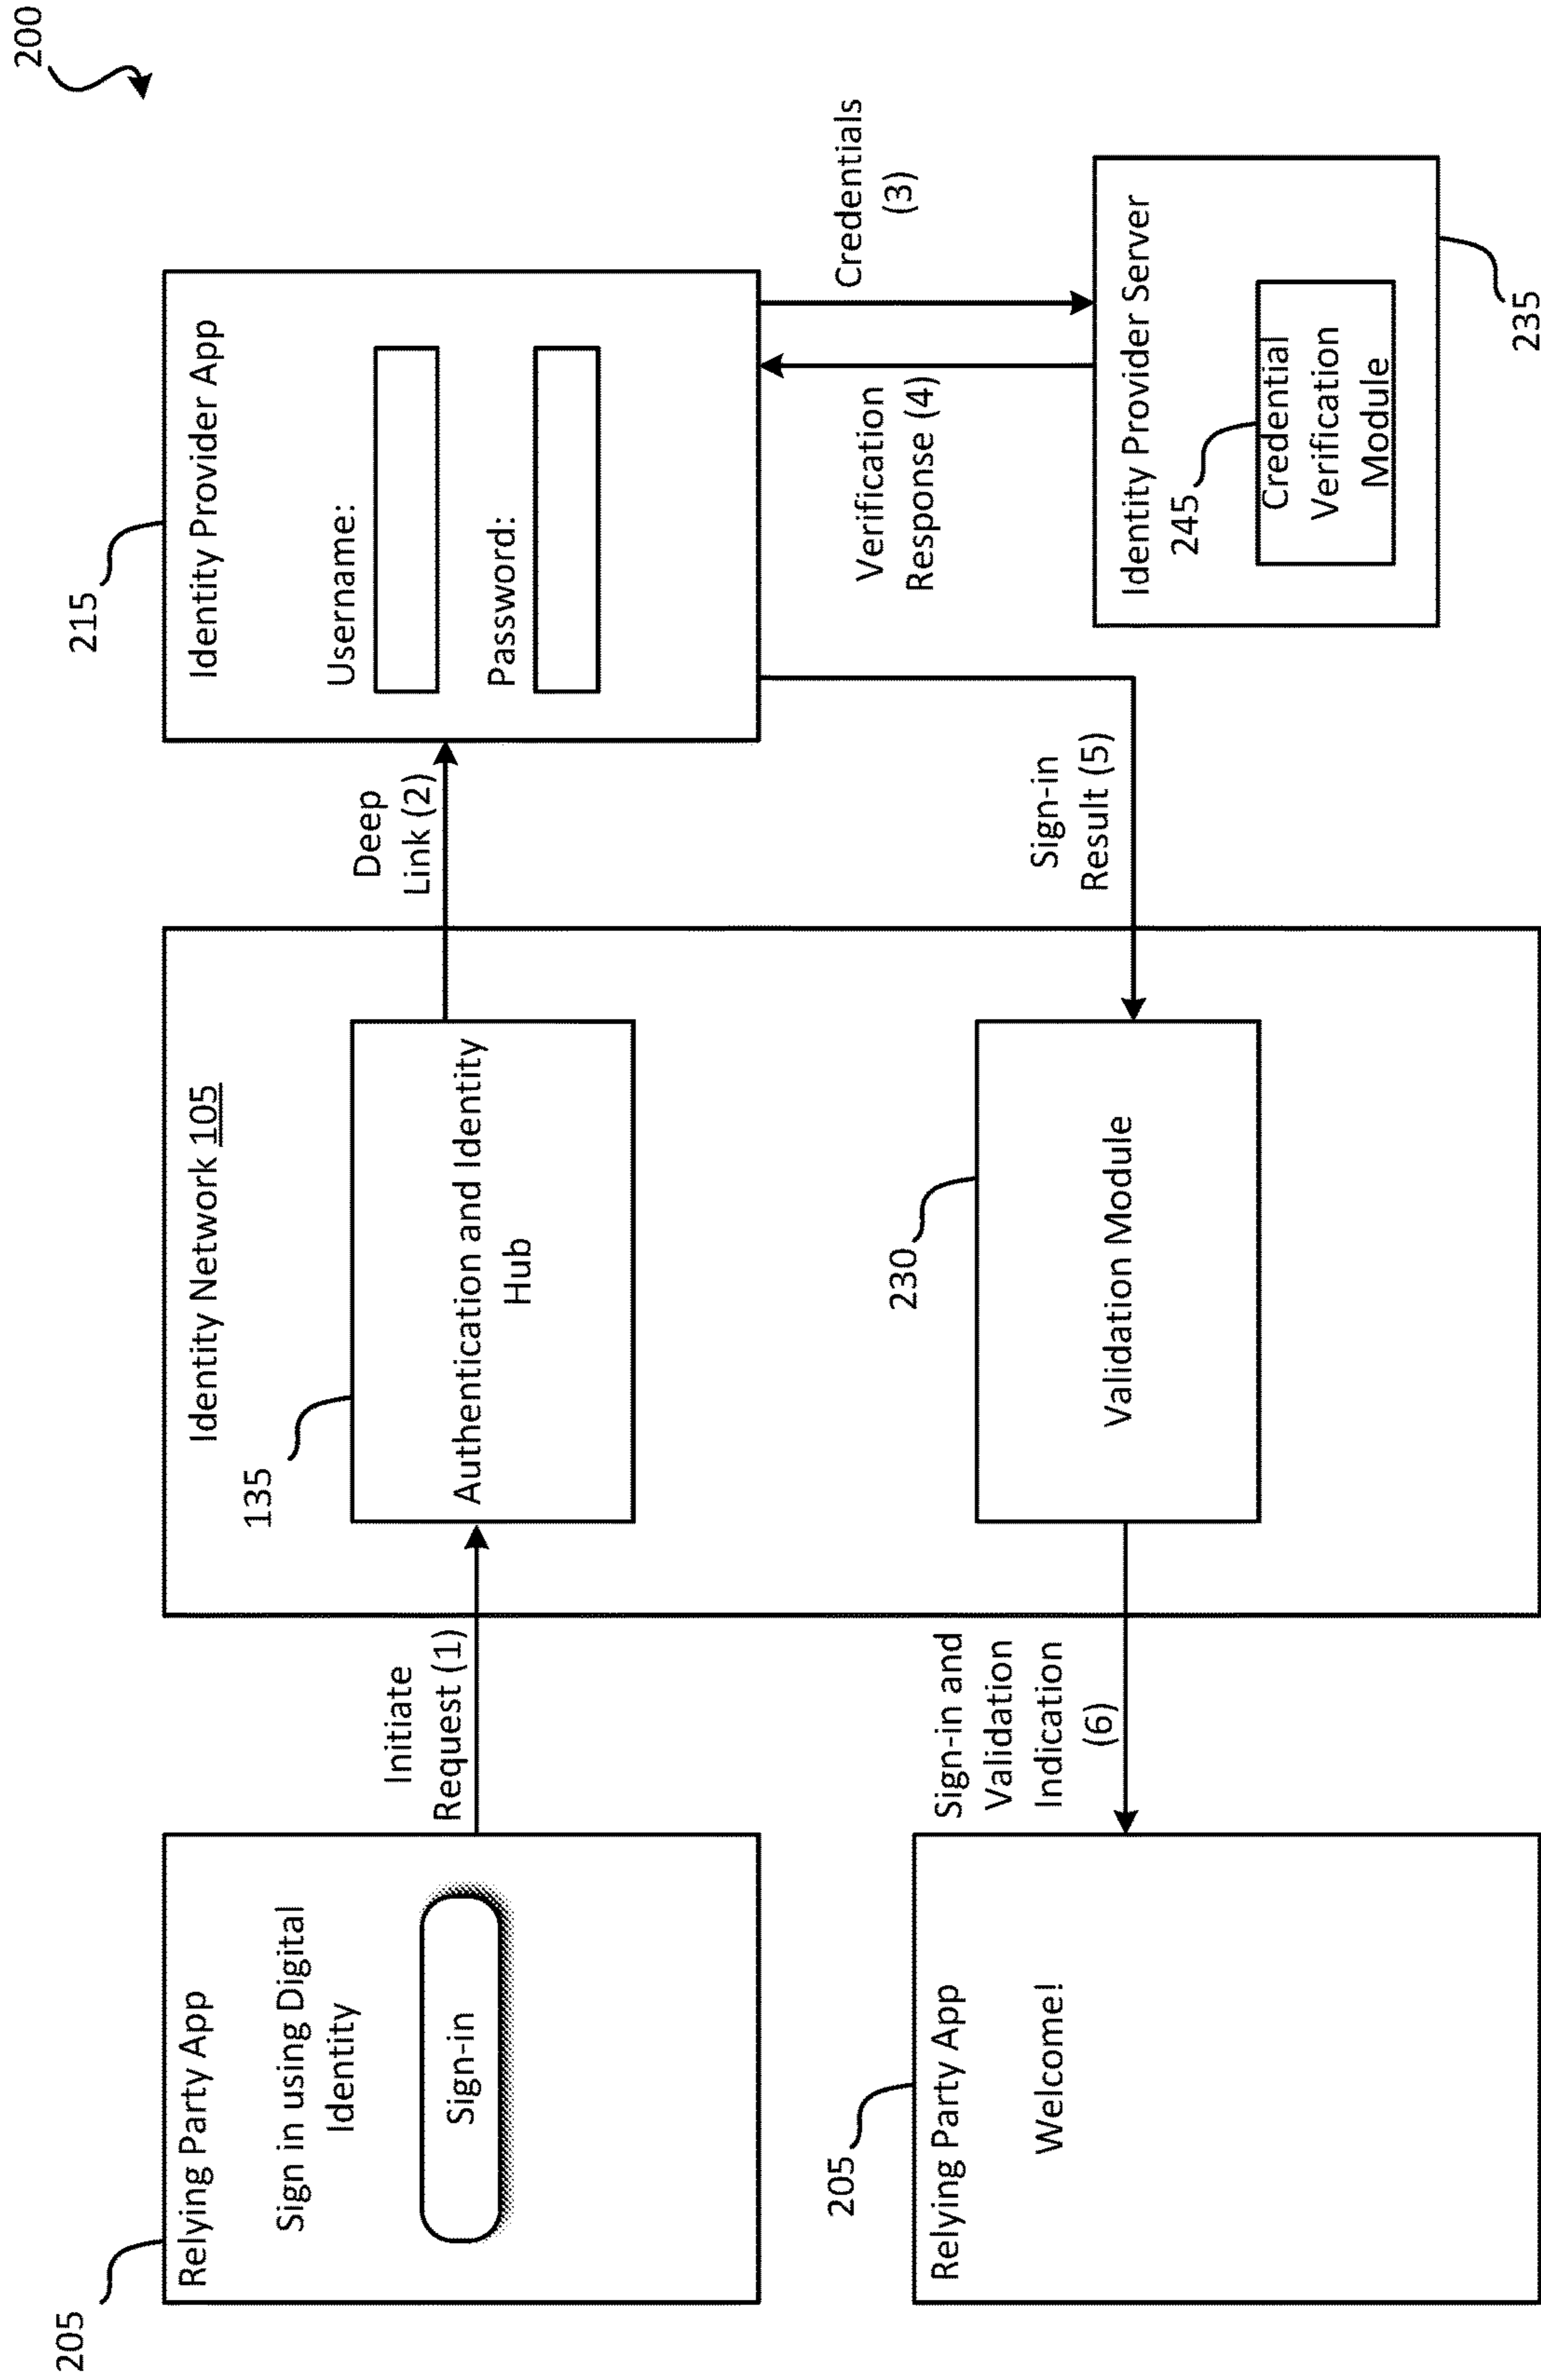 200
205
Relying Party App
Sign in using Digital
Identity
Sign-in
Initiate
Request (1)
Identity Network 105
135
Authentication and Identity
Hub
Deep
Link (2)
215
Identity Provider App
Username:
Password:
Credentials
(3)
Verification
Response (4)
Identity Provider Server
245
Credential
Verification
Module
235
Sign-in
Result (5)
230
Validation Module
Sign-in and
Validation
Indication
(6)
205
Relying Party App
Welcome!